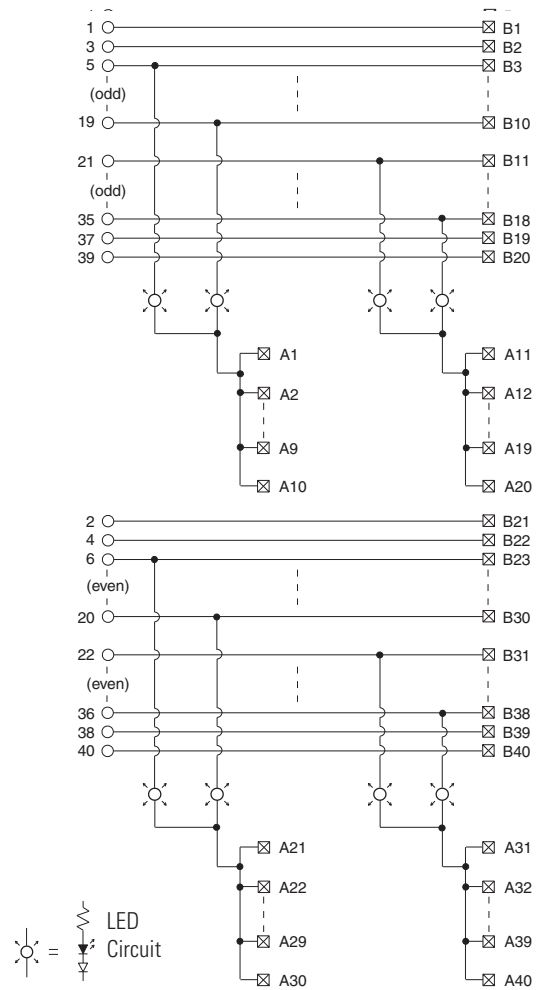 1 B1
3 B2
5 B3
(odd)
19 B10
21 B11
(odd)
35 B18
37 B19
39 B20
A1 A11
A2 A12
A9 A19
A10 A20
2 B21
4 B22
6 B23
(even)
20 B30
22 B31
(even)
36 B38
38 B39
40 B40
A21 A31
A22 A32
A29 A39
A30 A40
= LED
Circuit